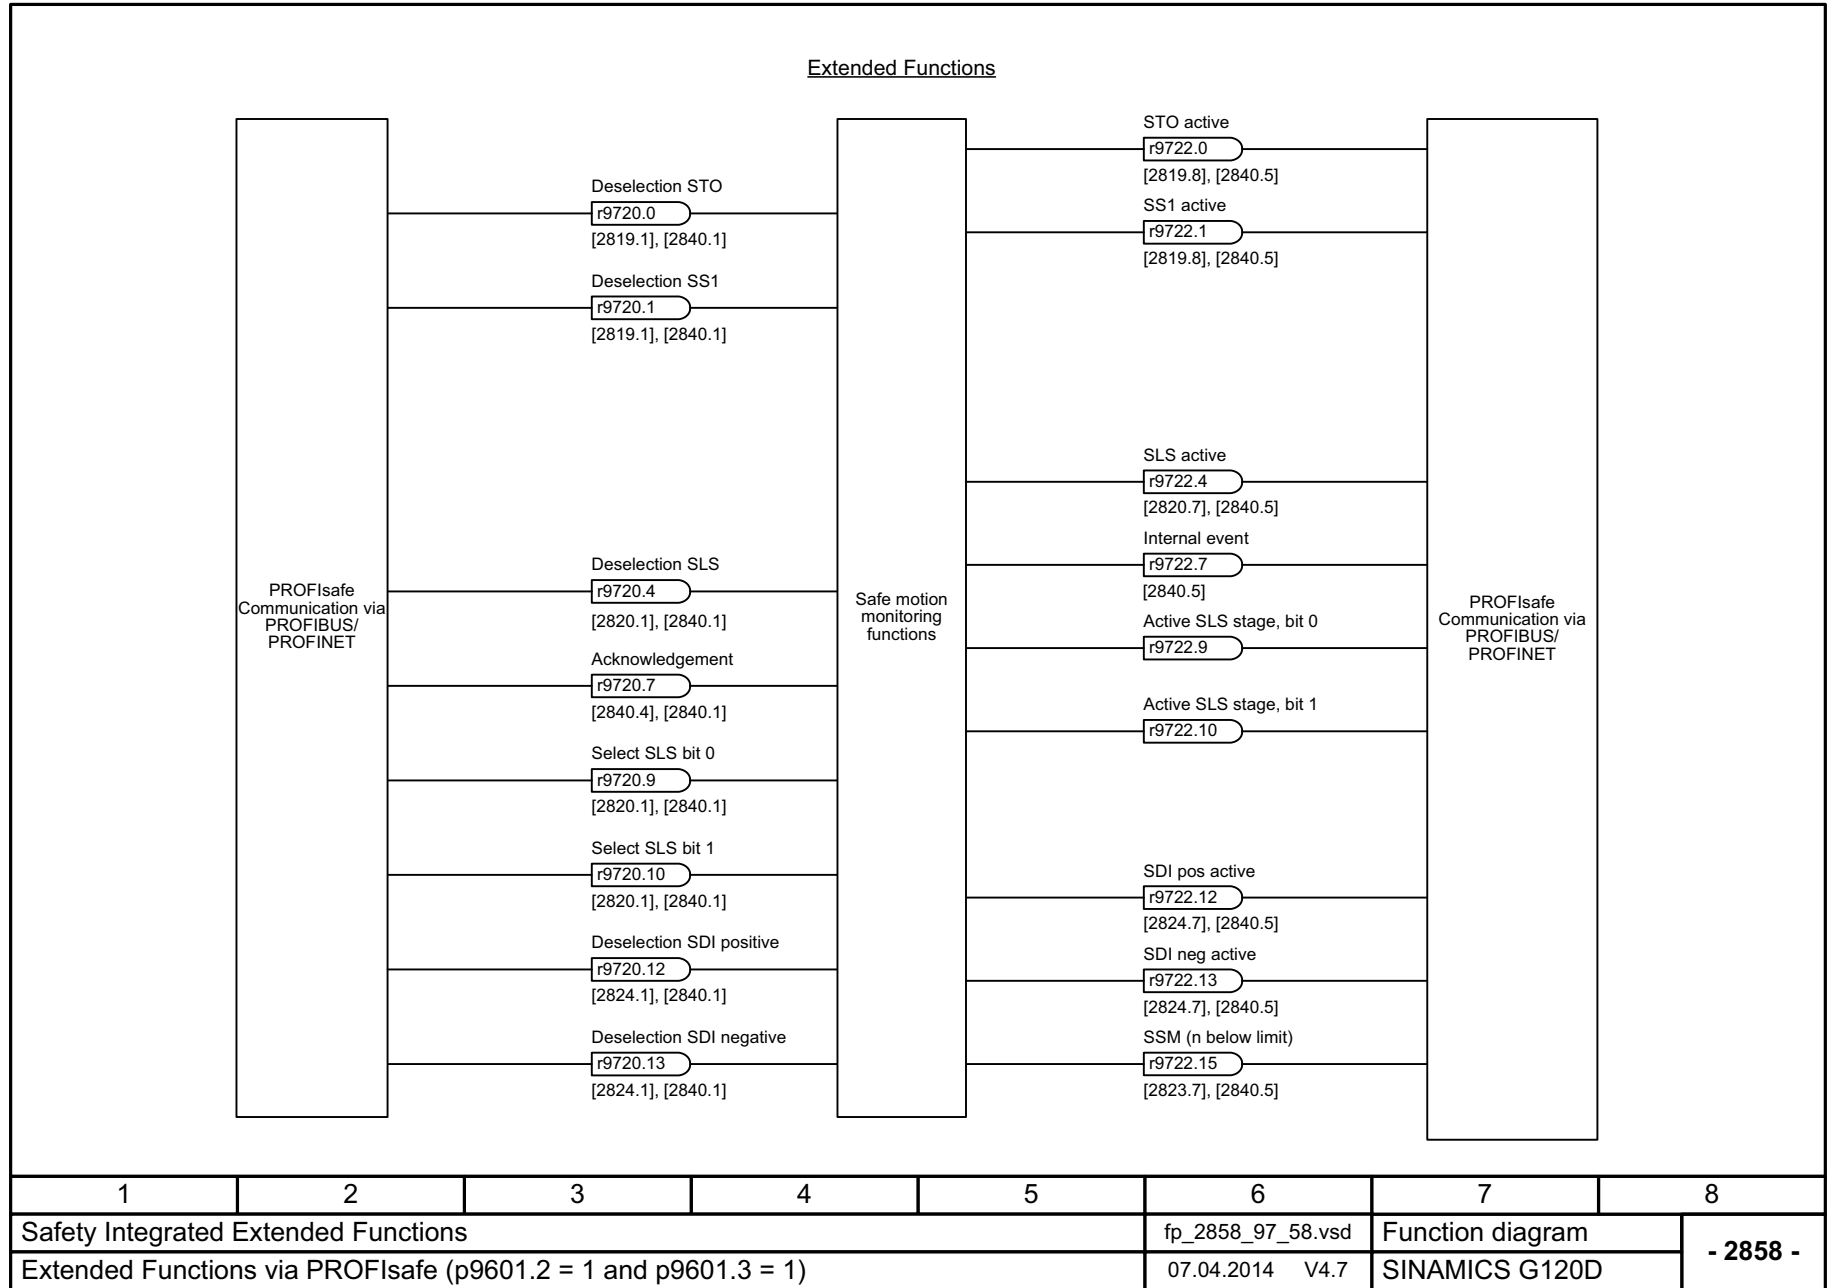 Extended Functions
PROFIsafe
Communication via
PROFIBUS/
PROFINET
Deselection STO
r9720.0
[2819.1], [2840.1]
Deselection SS1
r9720.1
[2819.1], [2840.1]
Deselection SLS
r9720.4
[2820.1], [2840.1]
Acknowledgement
r9720.7
[2840.4], [2840.1]
Select SLS bit 0
r9720.9
[2820.1], [2840.1]
Select SLS bit 1
r9720.10
[2820.1], [2840.1]
Deselection SDI positive
r9720.12
[2824.1], [2840.1]
Deselection SDI negative
r9720.13
[2824.1], [2840.1]
Safe motion
monitoring
functions
STO active
r9722.0
[2819.8], [2840.5]
SS1 active
r9722.1
[2819.8], [2840.5]
SLS active
r9722.4
[2820.7], [2840.5]
Internal event
r9722.7
[2840.5]
Active SLS stage, bit 0
r9722.9
Active SLS stage, bit 1
r9722.10
SDI pos active
r9722.12
[2824.7], [2840.5]
SDI neg active
r9722.13
[2824.7], [2840.5]
SSM (n below limit)
r9722.15
[2823.7], [2840.5]
PROFIsafe
Communication via
PROFIBUS/
PROFINET
1 2 3 4 5 6 7 8
Safety Integrated Extended Functions fp_2858_97_58.vsd Function diagram
- 2858 -
Extended Functions via PROFIsafe (p9601.2 = 1 and p9601.3 = 1) 07.04.2014 V4.7 SINAMICS G120D